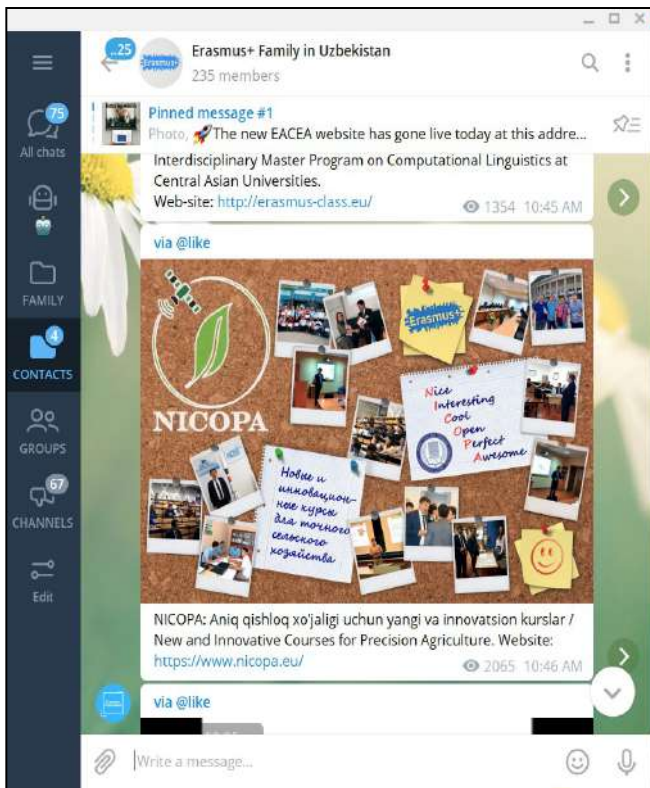 ..25
Erasmus+ Family in Uzbekistan
235 members
Pinned message #1
Photo, 🚀The new EACEA website has gone live today at this addre...
75
All chats
FAMILY
4
CONTACTS
GROUPS
67
CHANNELS
Edit
Interdisciplinary Master Program on Computational Linguistics at
Central Asian Universities.
Web-site: http://erasmus-class.eu/
1354 10:45 AM
via @like
Erasmus+
NICOPA
Nice
Interesting
Cool
Open
Perfect
Awesome
Новые и
инновацион-
ные курсы
для точного
сельского
хозяйства
NICOPA: Aniq qishloq xo'jaligi uchun yangi va innovatsion kurslar /
New and Innovative Courses for Precision Agriculture. Website:
https://www.nicopa.eu/
2065 10:46 AM
via @like
Write a message...